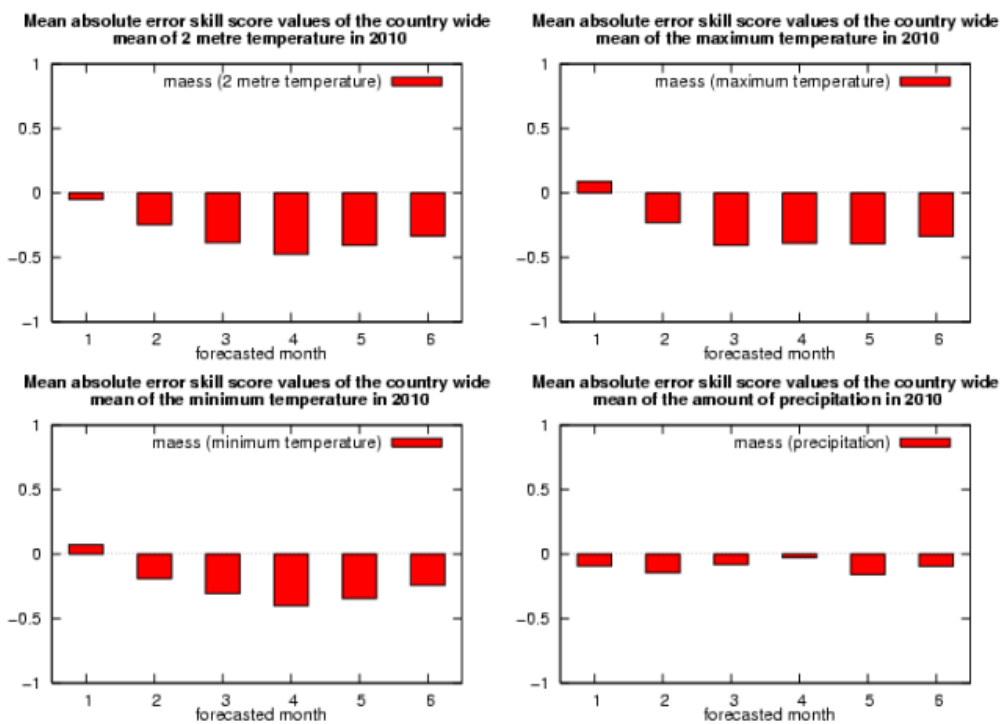 Mean absolute error skill score values of the country wide
mean of 2 metre temperature in 2010
maess (2 metre temperature)
1
0.5
0
−0.5
−1
1 2 3 4 5 6
forecasted month
Mean absolute error skill score values of the country wide
mean of the maximum temperature in 2010
maess (maximum temperature)
1
0.5
0
−0.5
−1
1 2 3 4 5 6
forecasted month
Mean absolute error skill score values of the country wide
mean of the minimum temperature in 2010
maess (minimum temperature)
1
0.5
0
−0.5
−1
1 2 3 4 5 6
forecasted month
Mean absolute error skill score values of the country wide
mean of the amount of precipitation in 2010
maess (precipitation)
1
0.5
0
−0.5
−1
1 2 3 4 5 6
forecasted month